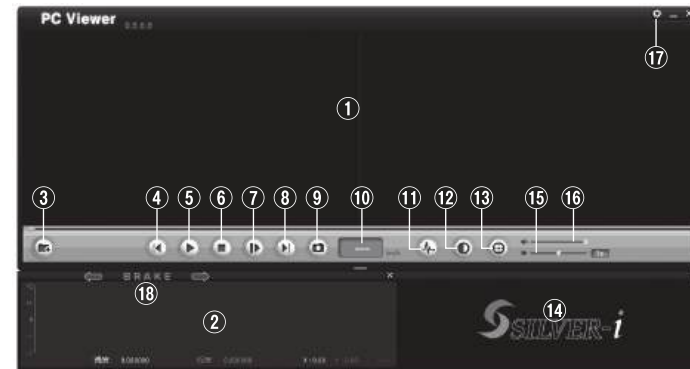 PC Viewer
⑰
①
③ ④ ⑤ ⑥ ⑦ ⑧ ⑨ ⑩ ⑪ ⑫ ⑬ ⑮ ⑯
BRAKE
⑱
②
⑭
SSILVER-i